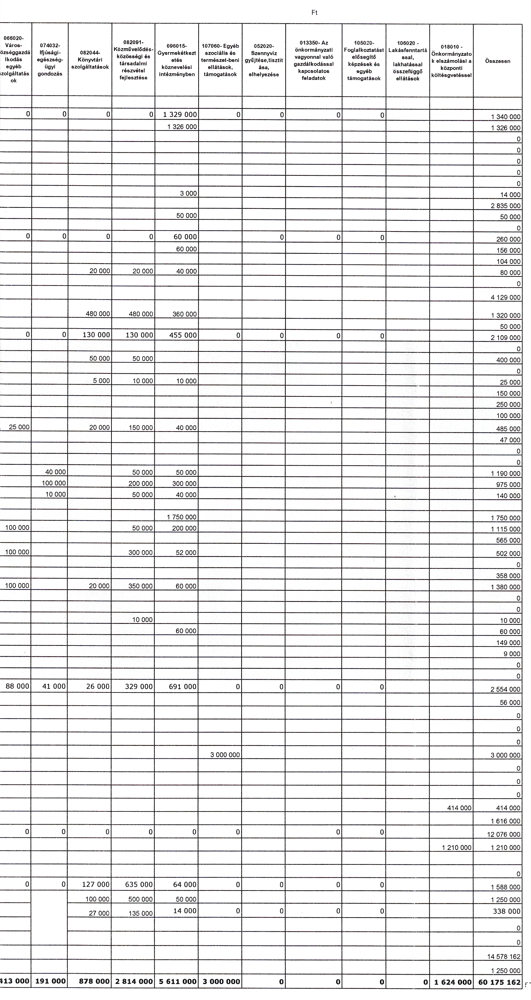 Ft
066020- Város- özséggazdá lkodás egyéb szolgáltatás ok
074032- Ifjúsági- egészség- ügyi gondozás
082044- Könyvtári szolgáltatások
082091- Közművelődés- közösségi és társadalmi részvétel fejlesztése
096015- Gyermekétkezt etés köznevelési intézményben
107060- Egyéb szociális és természet-beni ellátások, támogatások
052020- Szennyviz gyűjtése,tisztit ása, elhelyezése
013350- Az önkormányzati vagyonnal való gazdálkodással kapcsolatos feladatok
105020- Foglalkoztatást elősegítő képzések és egyéb támogatások
106020 - Lakásfenntartá ssal, lakhatással összefüggő ellátások
018010 - Önkormányzato k elszámolási a központi költésgvetéssel
Összesen
0 0 0 0 1 329 000 0 0 0 0 1 340 000
1 326 000 1 326 000
0
0
0
0
0
3 000 14 000
2 835 000
50 000 50 000
0
0 0 0 0 60 000 0 0 0 260 000
60 000 156 000
104 000
20 000 20 000 40 000 80 000
0
4 129 000
480 000 480 000 360 000 1 320 000
50 000
0 0 130 000 130 000 455 000 0 0 0 0 2 109 000
0
50 000 50 000 400 000
0
5 000 10 000 10 000 25 000
150 000
250 000
100 000
25 000 20 000 150 000 40 000 485 000
47 000
0
0
40 000 50 000 50 000 1 190 000
100 000 200 000 300 000 975 000
10 000 50 000 40 000 140 000
1 750 000 1 750 000
100 000 50 000 200 000 1 115 000
565 000
100 000 300 000 52 000 502 000
0
358 000
100 000 20 000 350 000 60 000 1 380 000
0
0
10 000 10 000
60 000 60 000
149 000
9 000
0
0
88 000 41 000 26 000 329 000 691 000 0 0 0 0 2 554 000
56 000
0
0
0
3 000 000 3 000 000
0
0
0
414 000 414 000
1 616 000
0 0 0 0 0 0 0 0 12 076 000
1 210 000 1 210 000
0
0 0 127 000 635 000 64 000 0 0 0 0 1 588 000
100 000 500 000 50 000 1 250 000
27 000 135 000 14 000 0 0 0 0 338 000
0
0
14 578 162
1 250 000
413 000 191 000 878 000 2 814 000 5 611 000 3 000 000 0 0 0 0 1 624 000 60 175 162